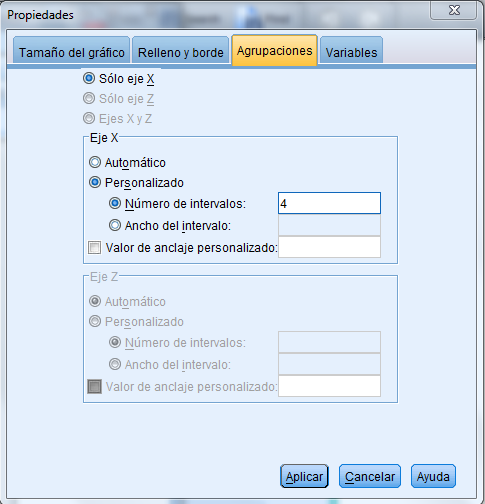 Propiedades
Tamaño del gráfico Relleno y borde Agrupaciones Variables
Sólo eje X
Sólo eje Z
Ejes X y Z
Eje X
Automático
Personalizado
Número de intervalos: 4
Ancho del intervalo:
Valor de anclaje personalizado:
Eje Z
Automático
Personalizado
Número de intervalos:
Ancho del intervalo:
Valor de anclaje personalizado:
Aplicar Cancelar Ayuda